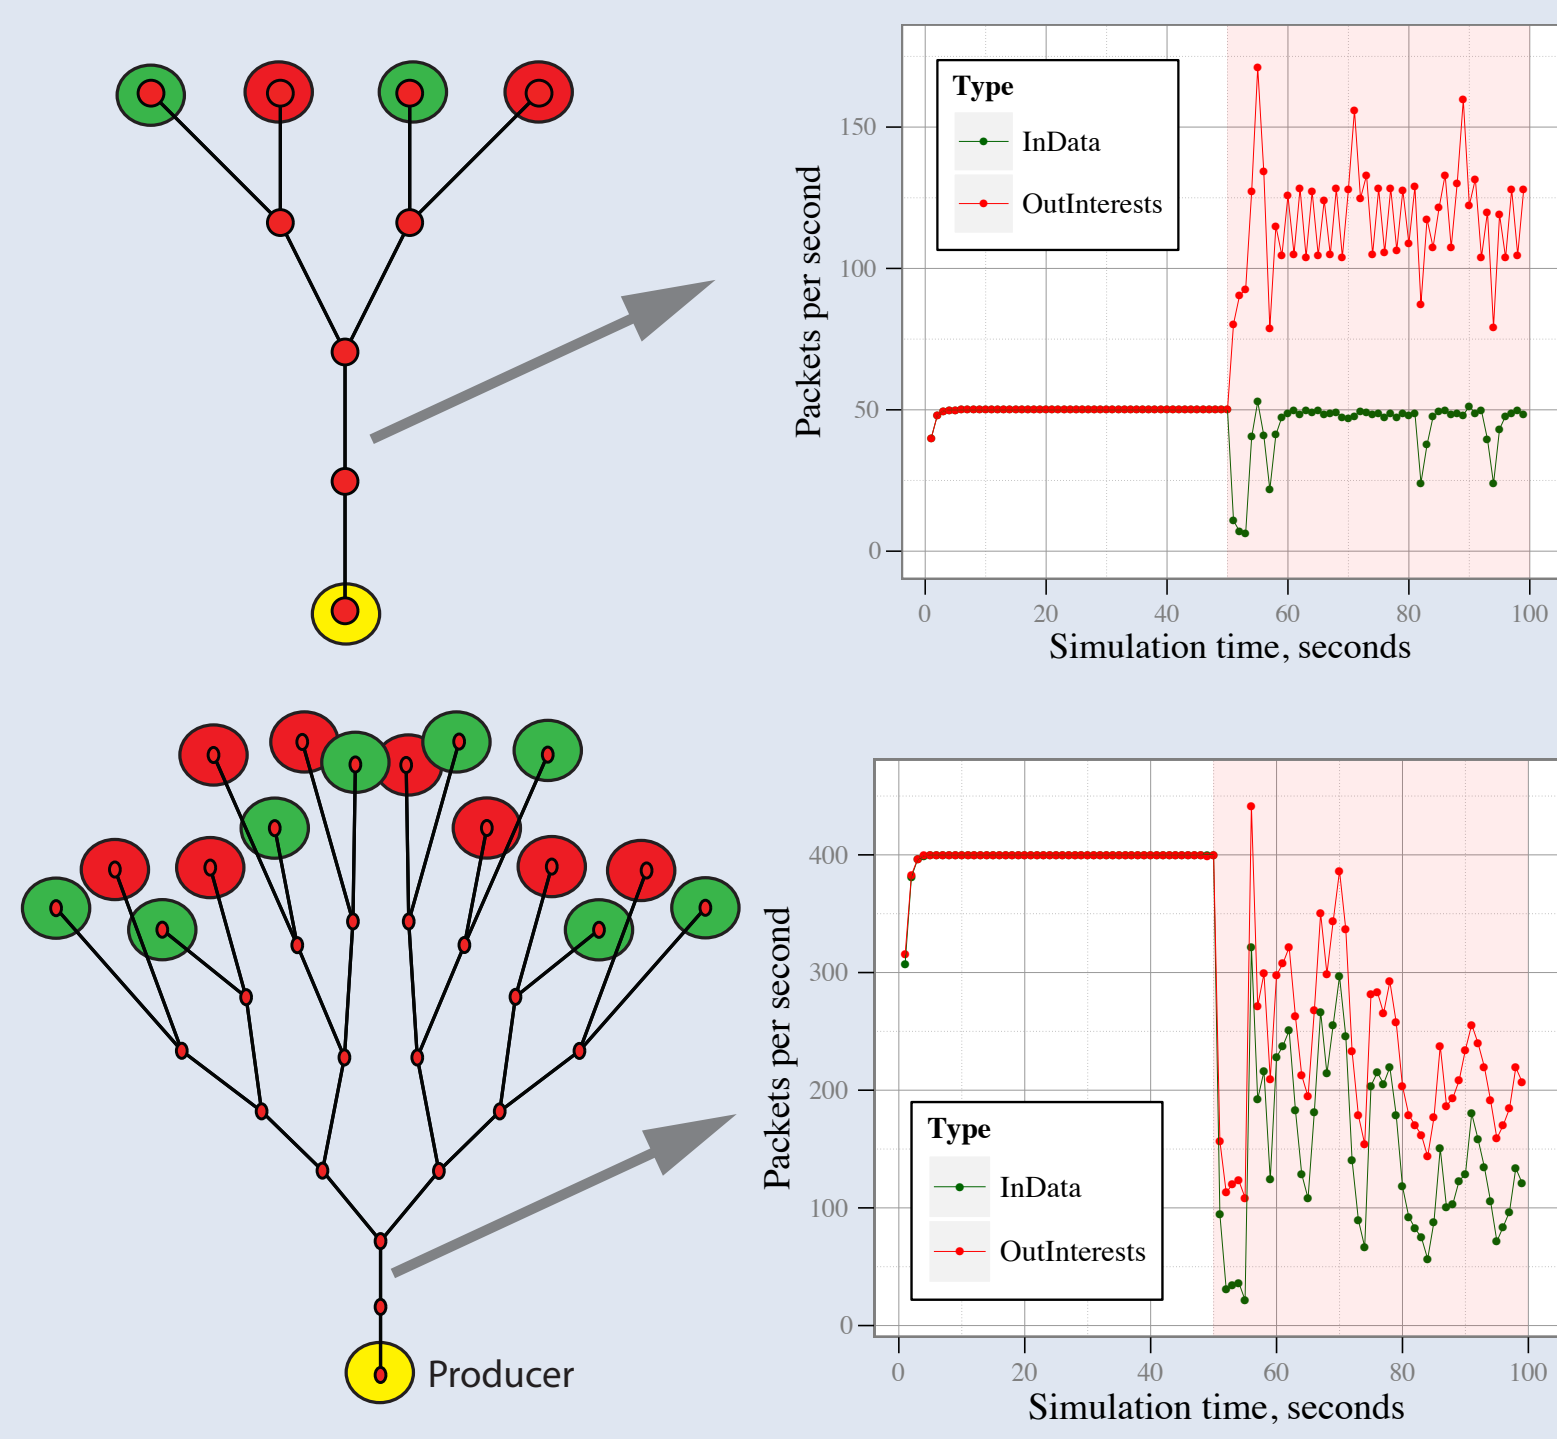 Type
InData
OutInterests
Packets per second
150
100
50
0
0 20 40 60 80 100
Simulation time, seconds
Producer
Packets per second
400
300
200
100
0
Type
InData
OutInterests
0 20 40 60 80 100
Simulation time, seconds